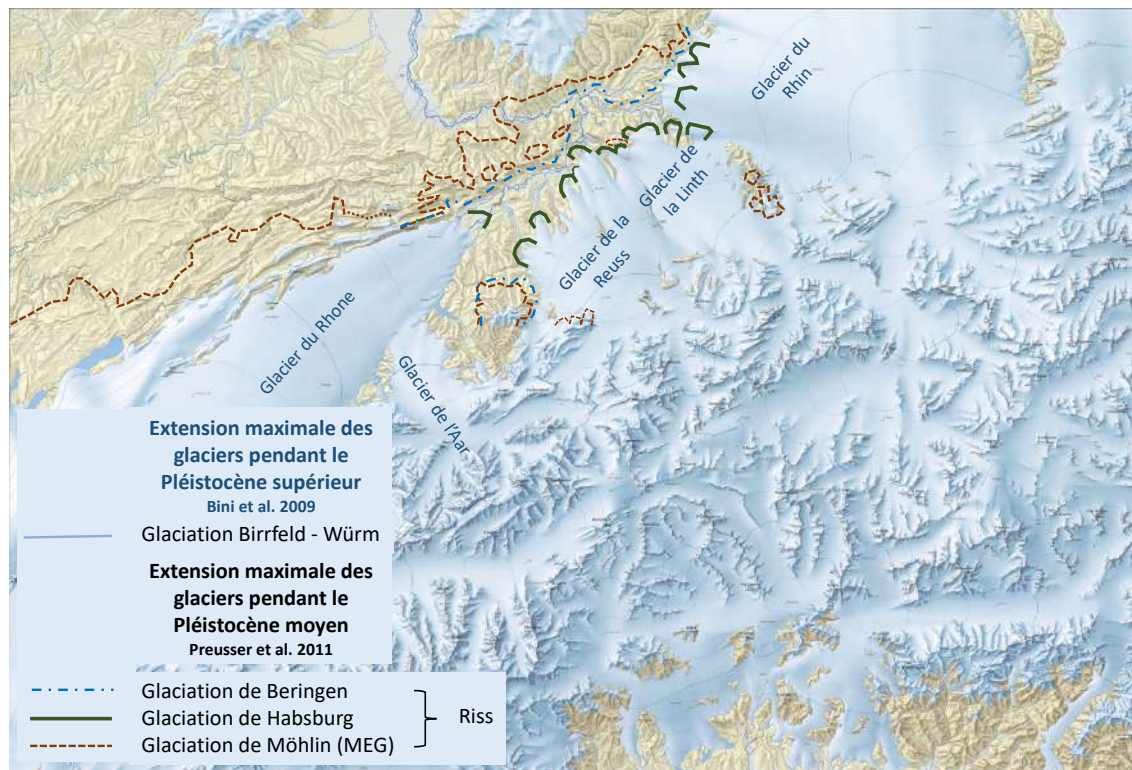 Glacier du
Rhin
Glacier de
la Linth
Glacier de la
Reuss
Glacier du Rhone
Glacier de l'Aar
Extension maximale des
glaciers pendant le
Pléistocène supérieur
Bini et al. 2009
Glaciation Birrfeld - Würm
Extension maximale des
glaciers pendant le
Pléistocène moyen
Preusser et al. 2011
Glaciation de Beringen
Glaciation de Habsburg
Glaciation de Möhlin (MEG)
Riss